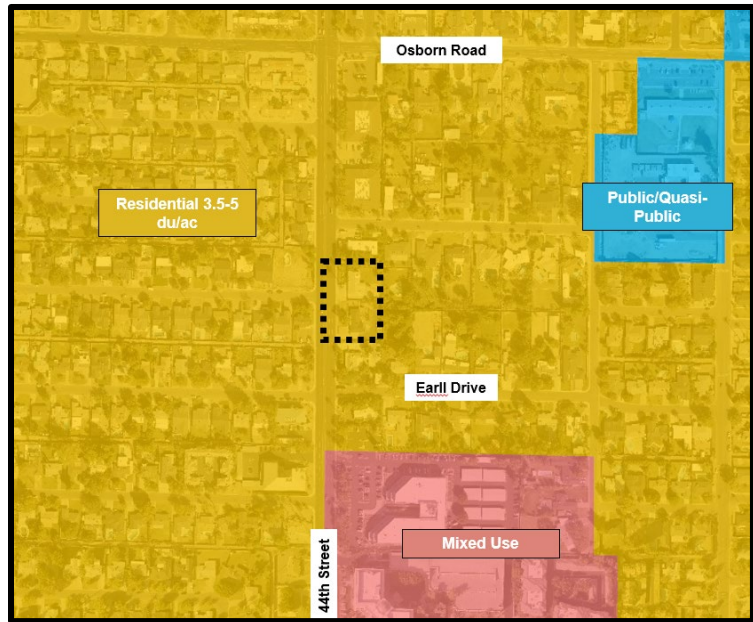 Osborn Road
Residential 3.5-5
du/ac
Public/Quasi-
Public
Earll Drive
44th Street
Mixed Use